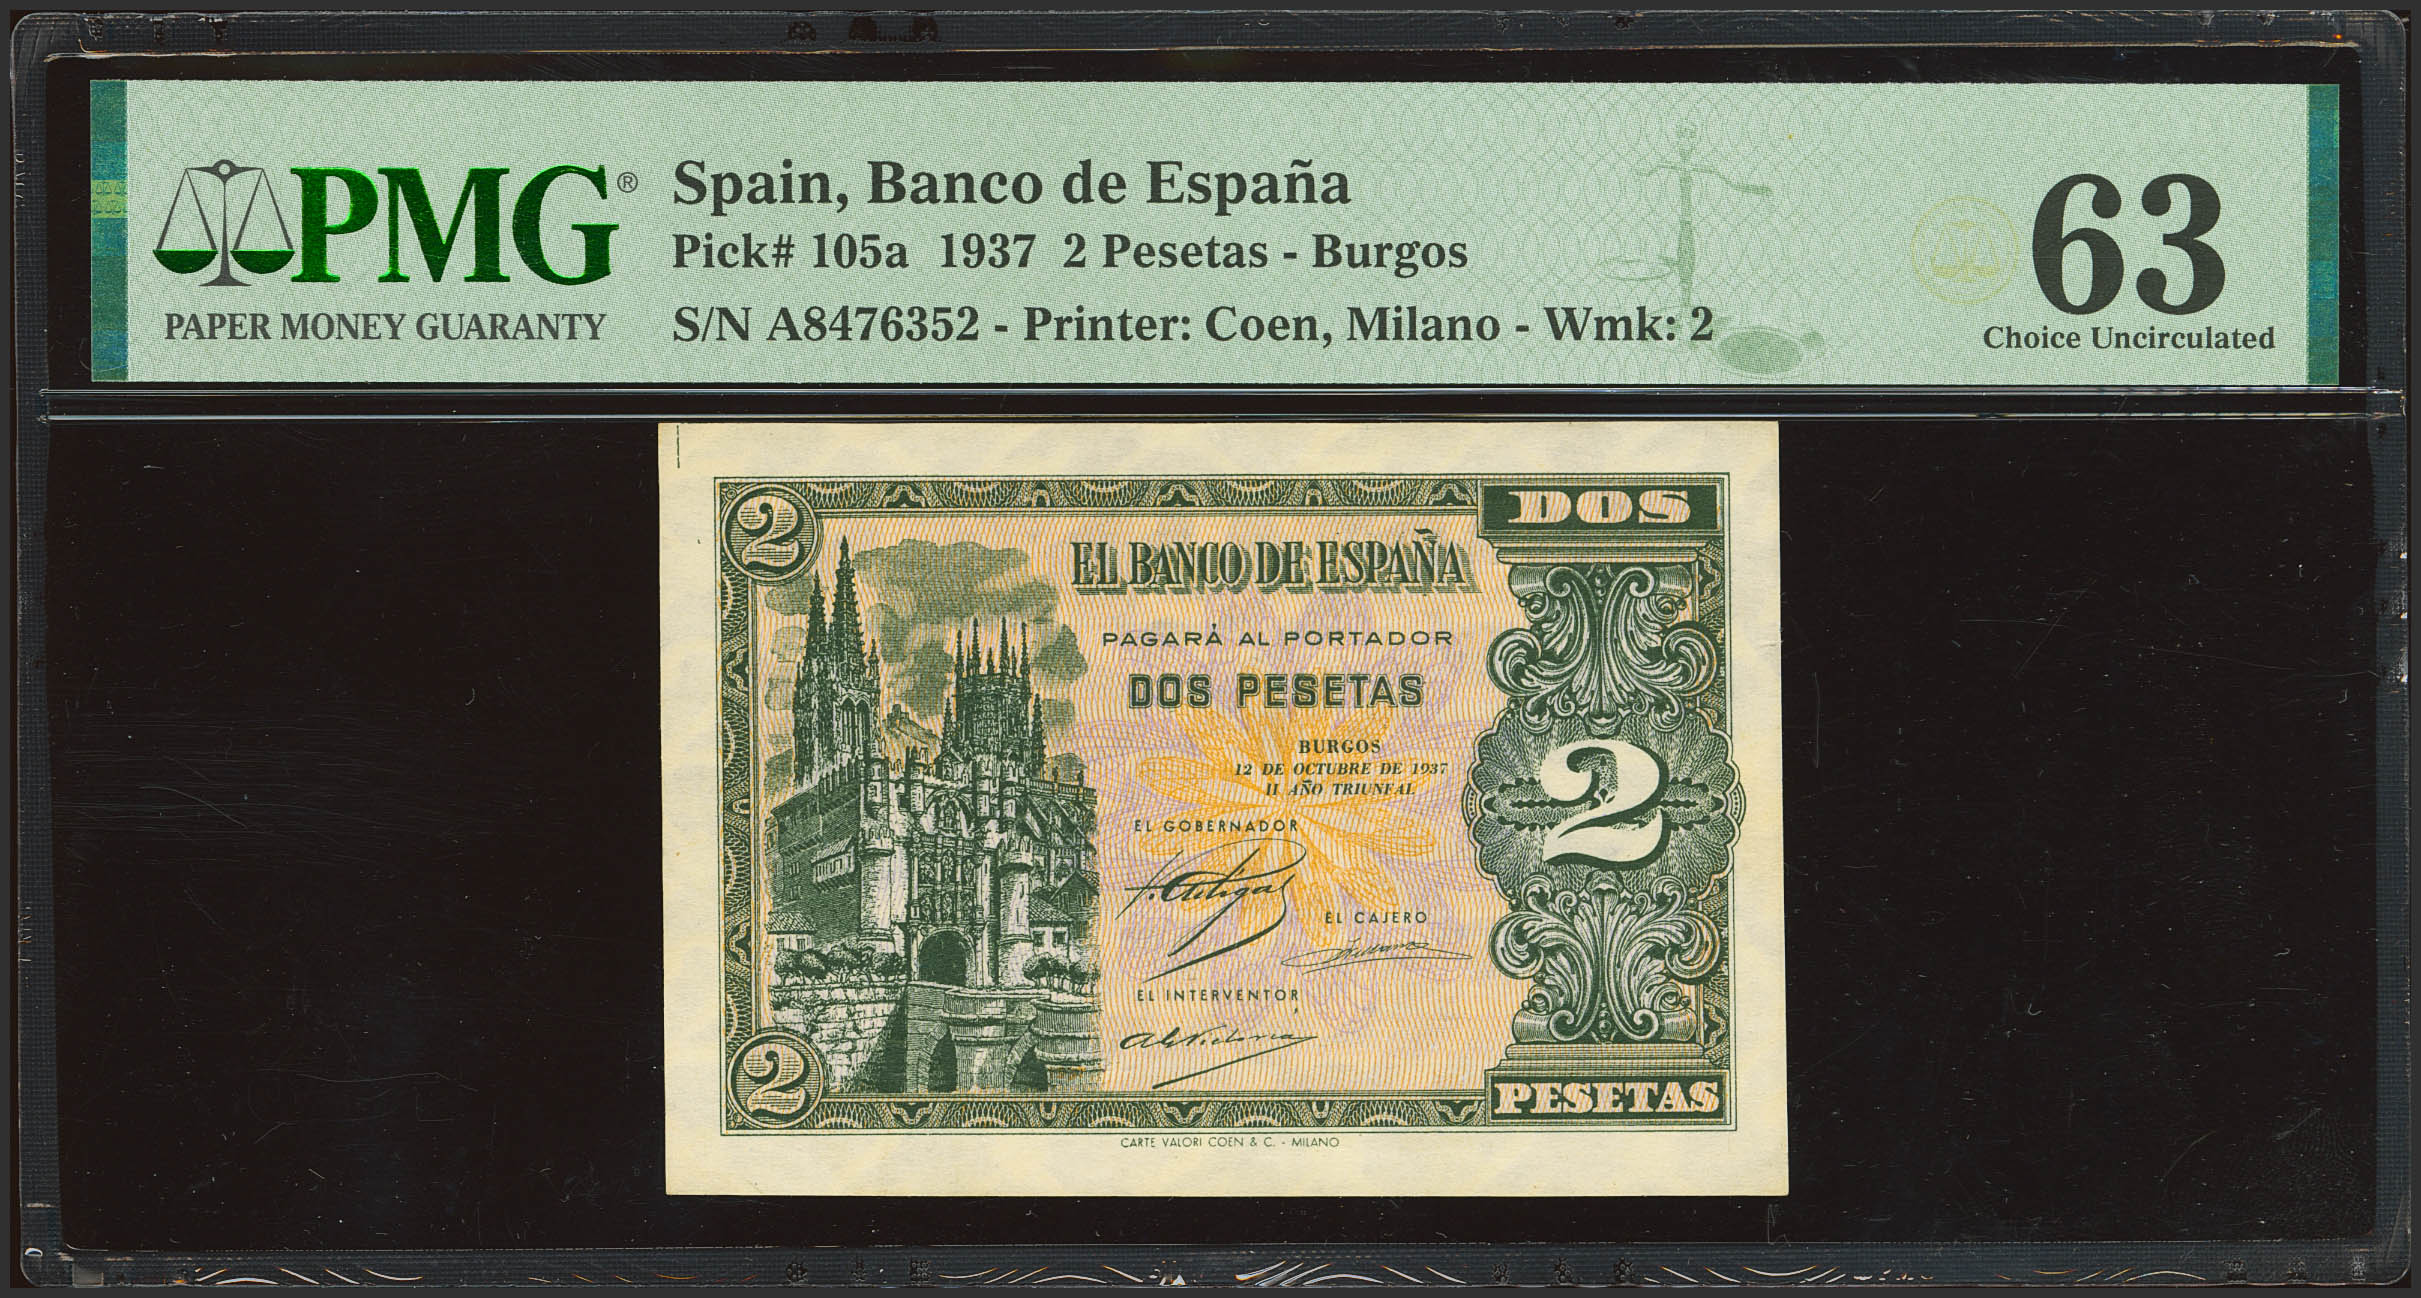 PMG®
PAPER MONEY GUARANTY
Spain, Banco de España
Pick# 105a 1937 2 Pesetas - Burgos
S/N A8476352 - Printer: Coen, Milano - Wmk: 2
63
Choice Uncirculated
2
DOS
EL BANCO DE ESPAÑA
PAGARÁ AL PORTADOR
DOS PESETAS
BURGOS
12 DE OCTUBRE DE 1937
II AÑO TRIUNFAL
2
EL GOBERNADOR
EL CAJERO
EL INTERVENTOR
2
PESETAS
CARTE VALORI COEN & C. - MILANO